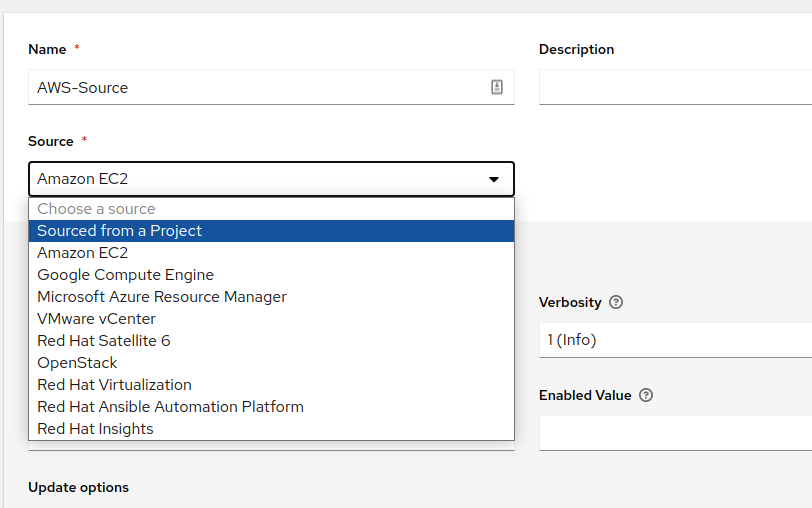 Name *
Description
AWS-Source
Source *
Amazon EC2
Choose a source
Sourced from a Project
Amazon EC2
Google Compute Engine
Microsoft Azure Resource Manager
VMware vCenter
Red Hat Satellite 6
OpenStack
Red Hat Virtualization
Red Hat Ansible Automation Platform
Red Hat Insights
Verbosity ?
1 (Info)
Enabled Value ?
Update options